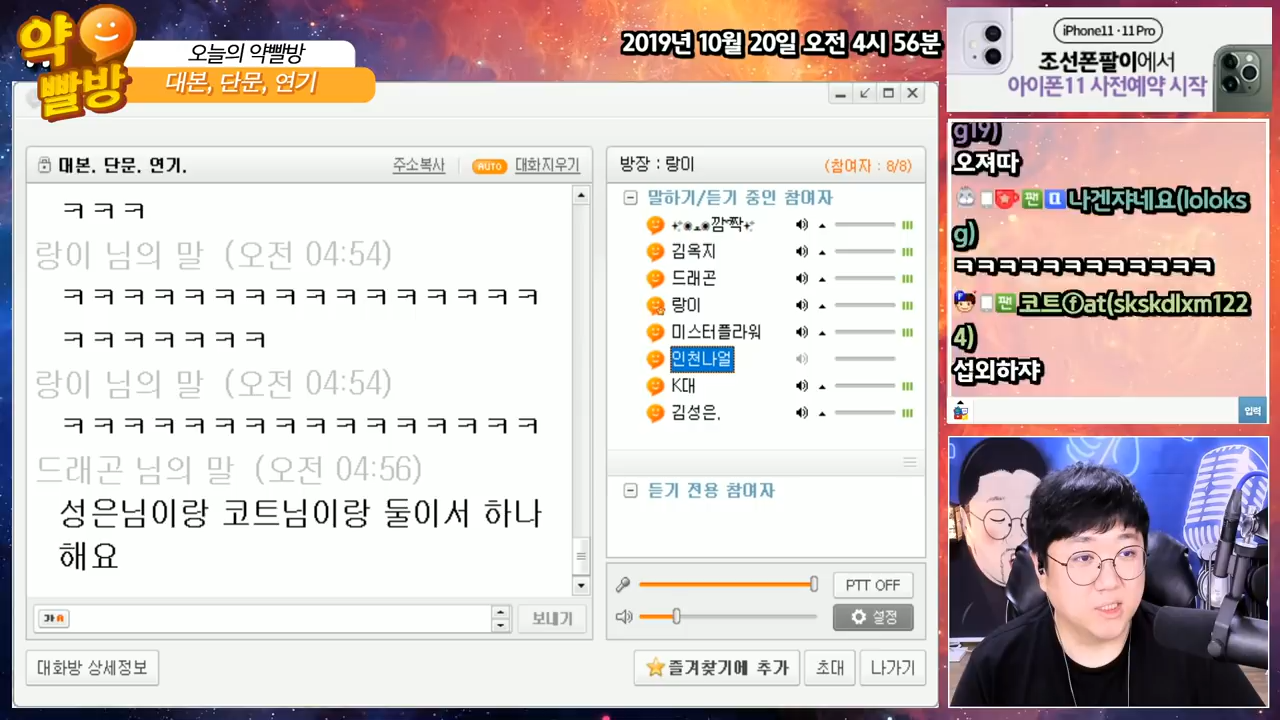 약빨방
오늘의 약빨방
대본, 단문, 연기
2019년 10월 20일 오전 4시 56분
iPhone11 · 11 Pro
조선폰팔이에서
아이폰11 사전예약 시작
대본. 단문. 연기.
주소복사
AUTO
대화지우기
ㅋㅋㅋ
랑이 님의 말 (오전 04:54)
ㅋㅋㅋㅋㅋㅋㅋㅋㅋㅋㅋㅋㅋㅋㅋㅋ
ㅋㅋㅋㅋㅋㅋㅋ
랑이 님의 말 (오전 04:54)
ㅋㅋㅋㅋㅋㅋㅋㅋㅋㅋㅋㅋㅋㅋㅋㅋ
드래곤 님의 말 (오전 04:56)
성은님이랑 코트님이랑 둘이서 하나
해요
가A
보내기
대화방 상세정보
방장 : 랑이
(참여자 : 8/8)
말하기/듣기 중인 참여자
깜짝
김옥지
드래곤
랑이
미스터플라워
인천나얼
K대
김성은.
듣기 전용 참여자
PTT OFF
설정
즐겨찾기에 추가
초대
나가기
g19)
오져따
팬 나겐쟈네요(loloks
g)
ㅋㅋㅋㅋㅋㅋㅋㅋㅋㅋㅋㅋ
팬 코트ⓕat(skskdlxm122
4)
섭외하쟈
입력